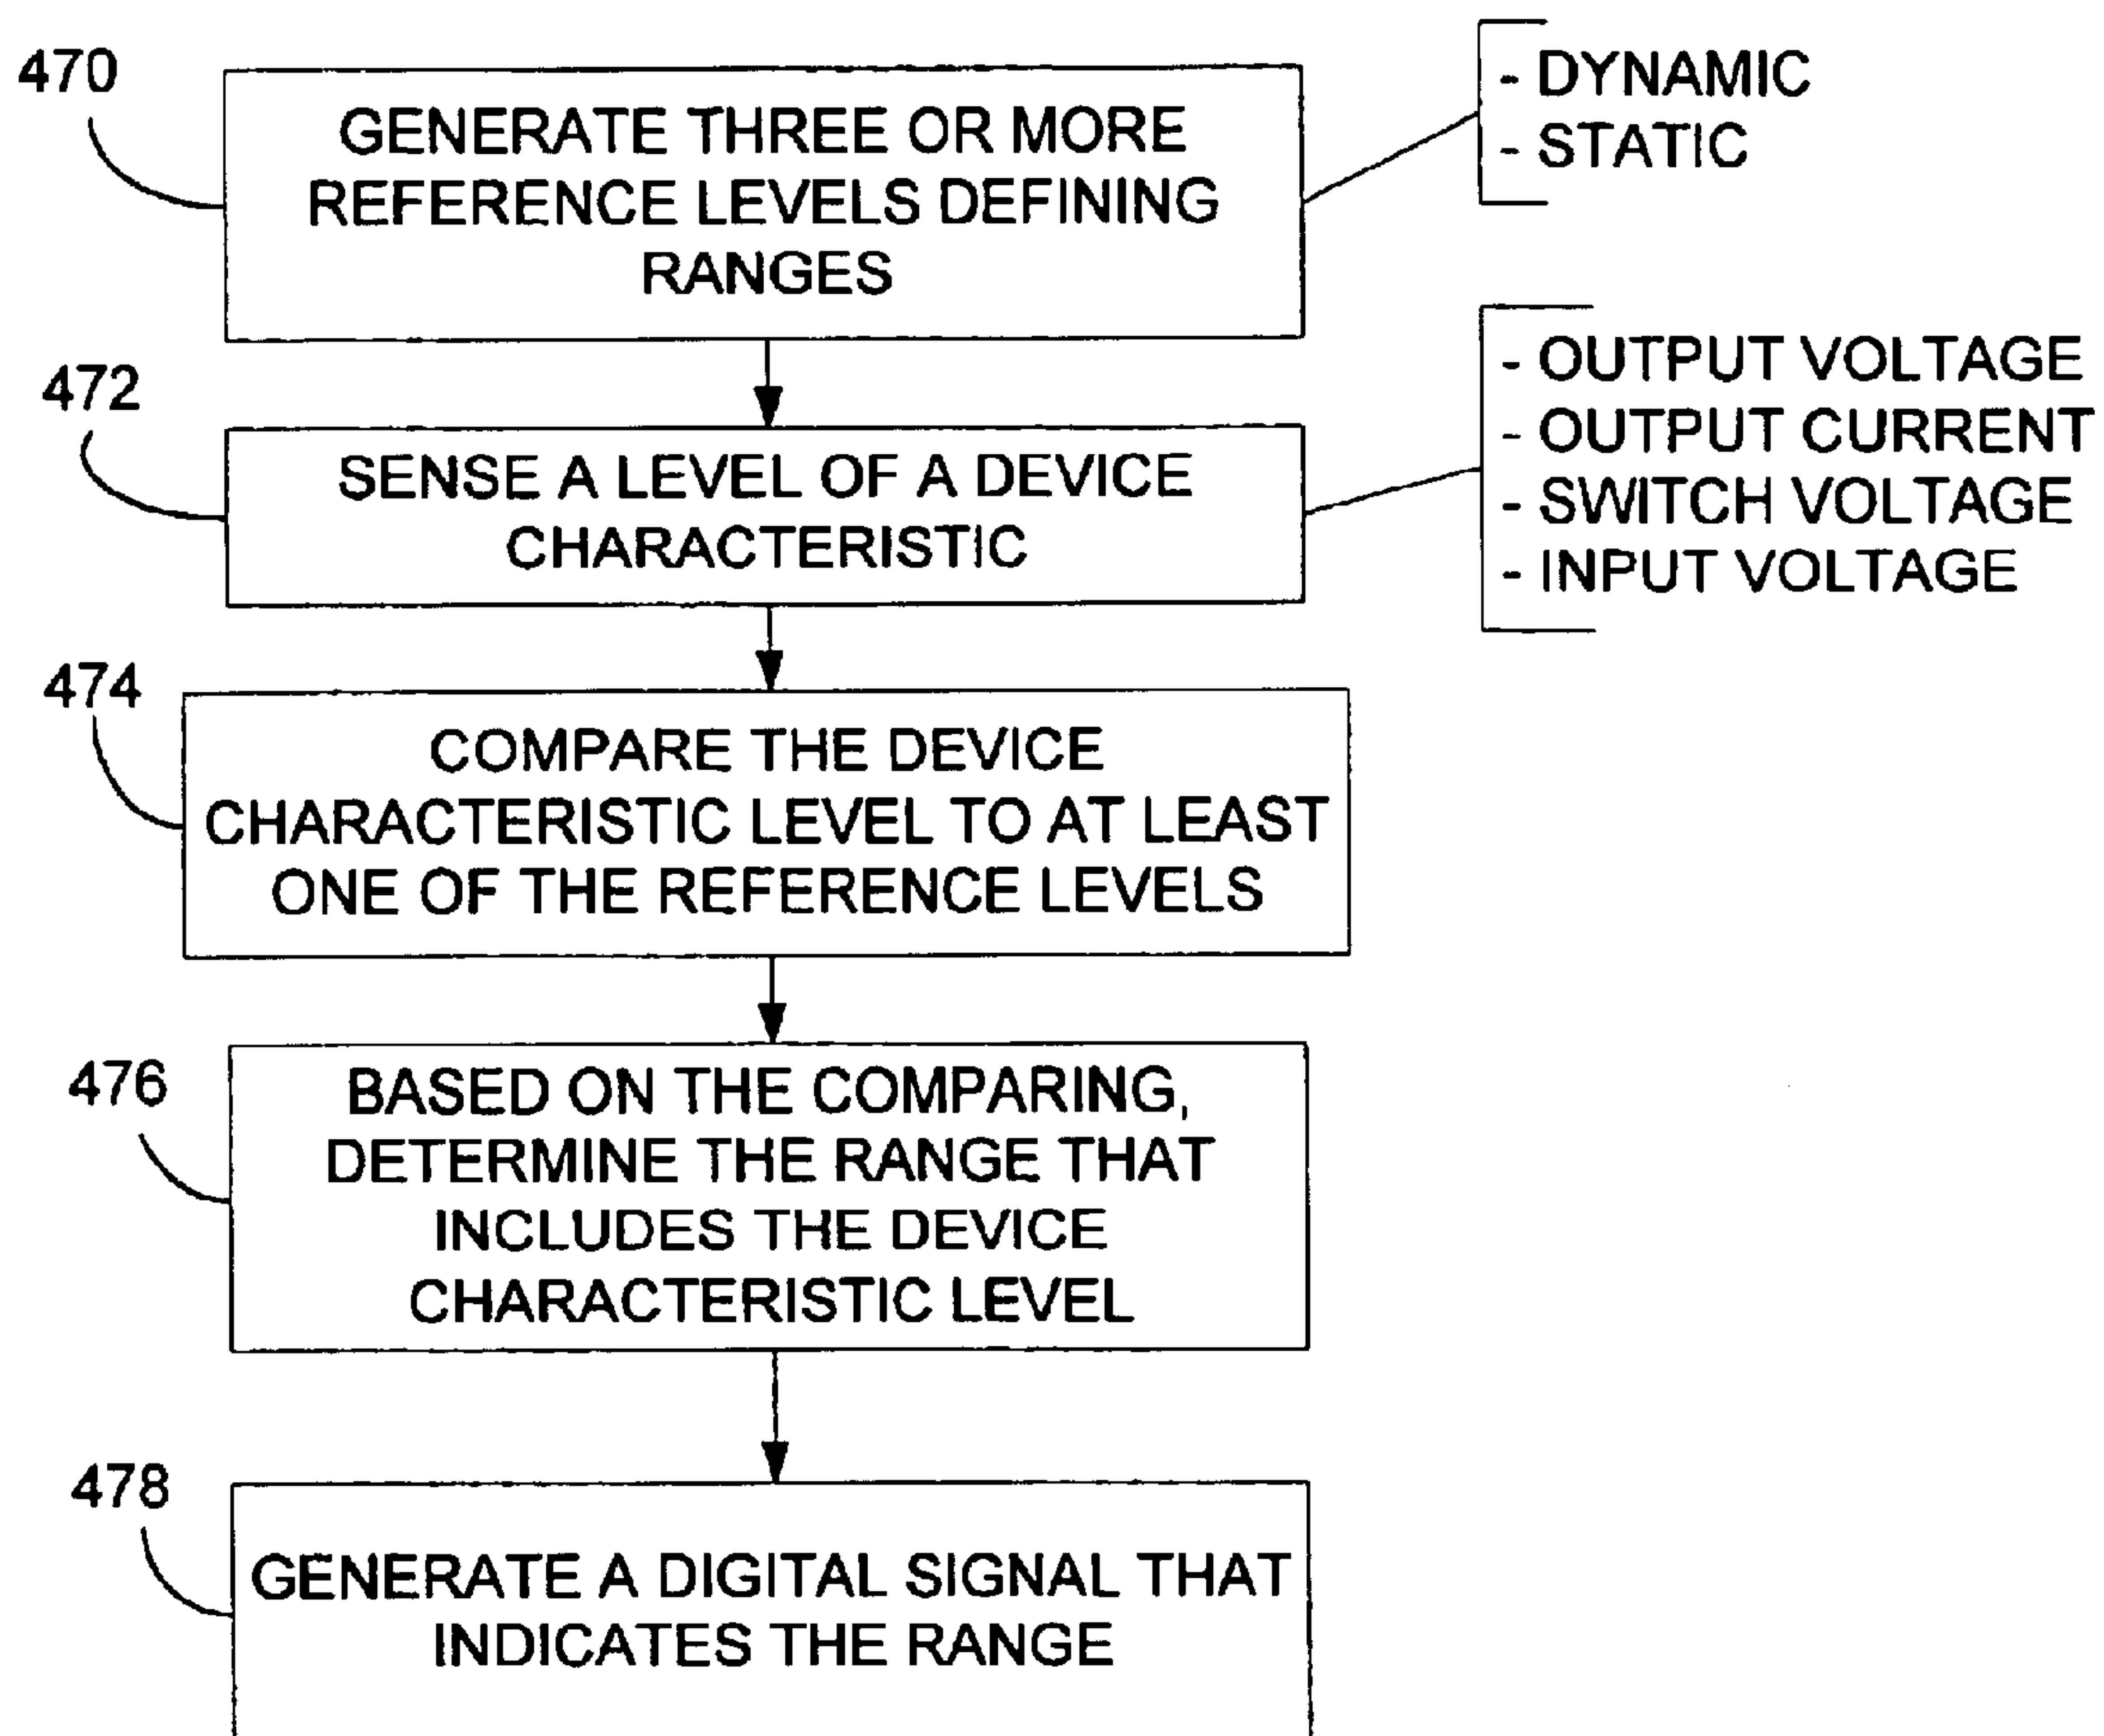 470
GENERATE THREE OR MORE
REFERENCE LEVELS DEFINING
RANGES
- DYNAMIC
- STATIC
472
SENSE A LEVEL OF A DEVICE
CHARACTERISTIC
- OUTPUT VOLTAGE
- OUTPUT CURRENT
- SWITCH VOLTAGE
- INPUT VOLTAGE
474
COMPARE THE DEVICE
CHARACTERISTIC LEVEL TO AT LEAST
ONE OF THE REFERENCE LEVELS
476
BASED ON THE COMPARING,
DETERMINE THE RANGE THAT
INCLUDES THE DEVICE
CHARACTERISTIC LEVEL
478
GENERATE A DIGITAL SIGNAL THAT
INDICATES THE RANGE